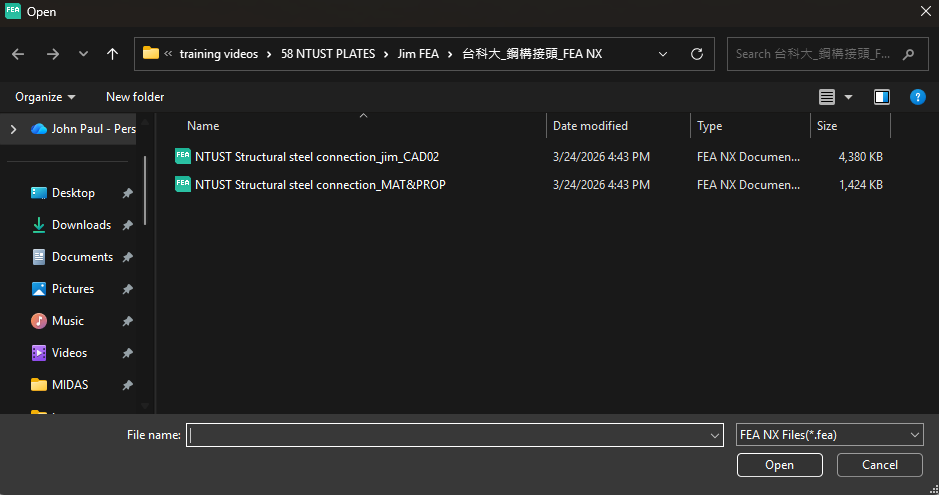 FEA Open
« training videos > 58 NTUST PLATES > Jim FEA > 台科大_鋼構接頭_FEA NX
Search 台科大_鋼構接頭_F...
Organize New folder
?
John Paul - Pers
Name Date modified Type Size
FEA NTUST Structural steel connection_jim_CAD02 3/24/2026 4:43 PM FEA NX Documen... 4,380 KB
FEA NTUST Structural steel connection_MAT&PROP 3/24/2026 4:43 PM FEA NX Documen... 1,424 KB
Desktop
Downloads
Documents
Pictures
Music
Videos
MIDAS
File name: FEA NX Files(*.fea)
Open Cancel